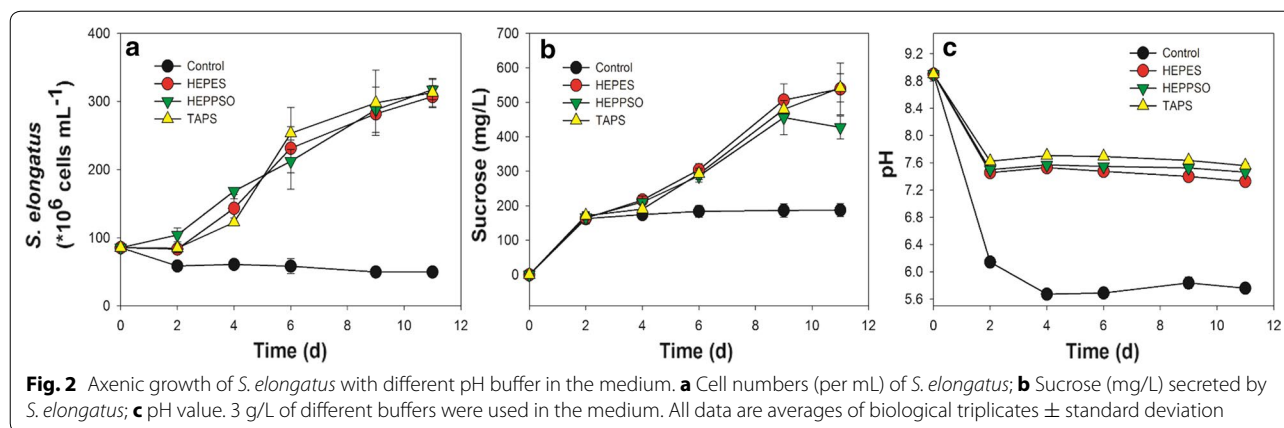 a
Control
HEPES
HEPPSO
TAPS
S. elongatus
(*10⁶ cells mL⁻¹)
400
300
200
100
0
0 2 4 6 8 10 12
Time (d)
b
Control
HEPES
HEPPSO
TAPS
Sucrose (mg/L)
700
600
500
400
300
200
100
0
0 2 4 6 8 10 12
Time (d)
c
Control
HEPES
HEPPSO
TAPS
pH
9.2
8.8
8.4
8.0
7.6
7.2
6.8
6.4
6.0
5.6
0 2 4 6 8 10 12
Time (d)
Fig. 2 Axenic growth of S. elongatus with different pH buffer in the medium. a Cell numbers (per mL) of S. elongatus; b Sucrose (mg/L) secreted by
S. elongatus; c pH value. 3 g/L of different buffers were used in the medium. All data are averages of biological triplicates ± standard deviation